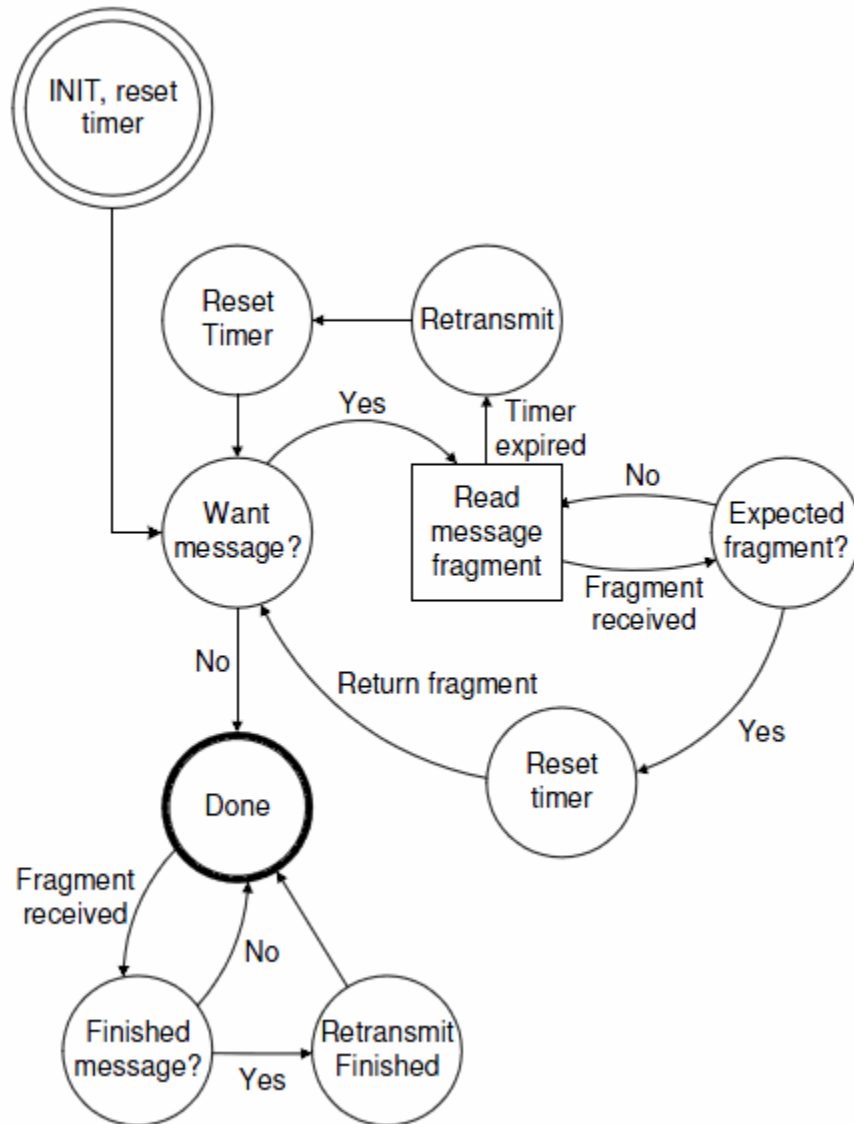 INIT, reset
timer
Reset
Timer
Retransmit
Yes
Timer
expired
Want
message?
Read
message
fragment
No
Expected
fragment?
Fragment
received
No
Return fragment
Yes
Reset
timer
Done
Fragment
received
No
Finished
message?
Yes
Retransmit
Finished